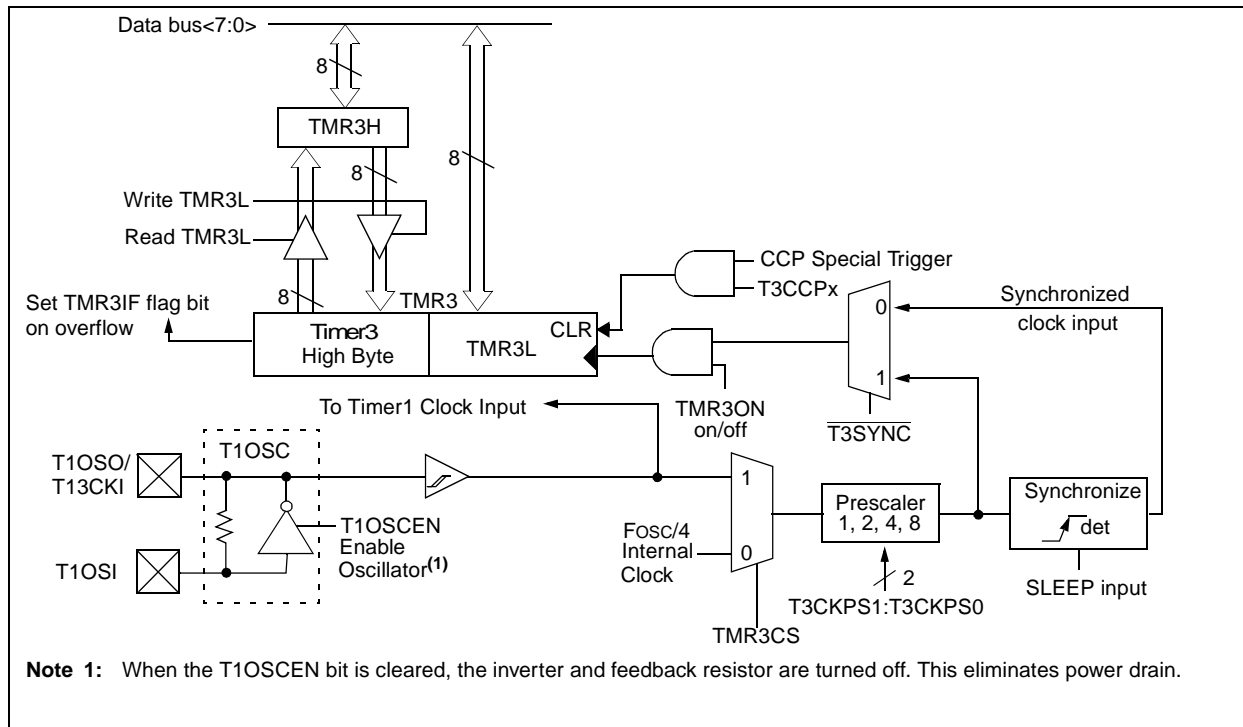 Data bus<7:0>
8
TMR3H
8
8
Write TMR3L
Read TMR3L
CCP Special Trigger
8
TMR3
T3CCPx
Set TMR3IF flag bit
on overflow
CLR
0
Synchronized
clock input
Timer3
High Byte
TMR3L
1
To Timer1 Clock Input
TMR3ON
on/off
T3SYNC
T1OSO/
T13CKI
T1OSC
1
Prescaler
1, 2, 4, 8
Synchronize
det
T1OSCEN
Enable
Oscillator(1)
FOSC/4
Internal
Clock
0
T1OSI
2
SLEEP input
T3CKPS1:T3CKPS0
TMR3CS
Note 1: When the T1OSCEN bit is cleared, the inverter and feedback resistor are turned off. This eliminates power drain.